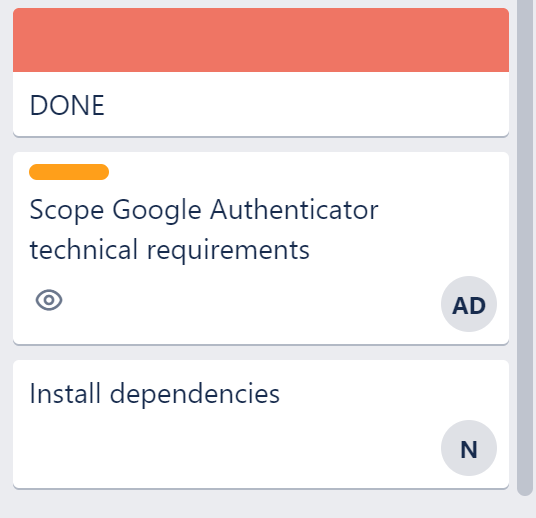 DONE
Scope Google Authenticator
technical requirements
AD
Install dependencies
N